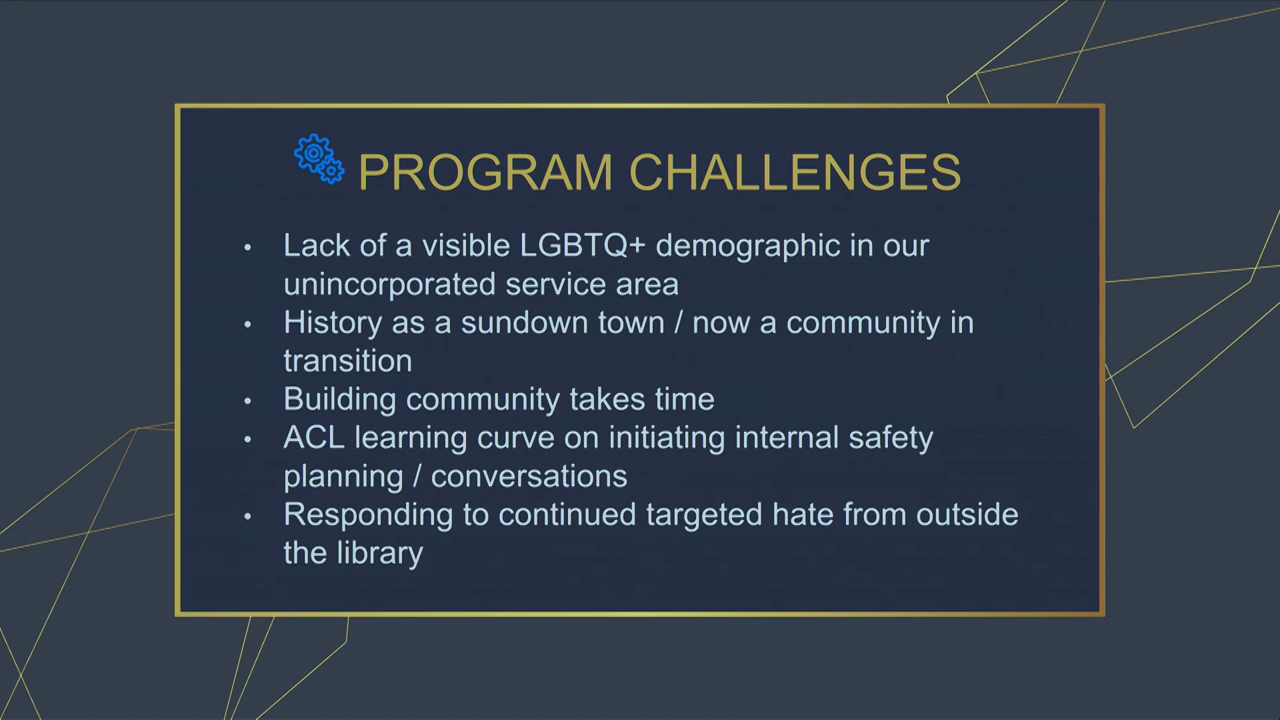 PROGRAM CHALLENGES
• Lack of a visible LGBTQ+ demographic in our
unincorporated service area
• History as a sundown town / now a community in
transition
• Building community takes time
• ACL learning curve on initiating internal safety
planning / conversations
• Responding to continued targeted hate from outside
the library